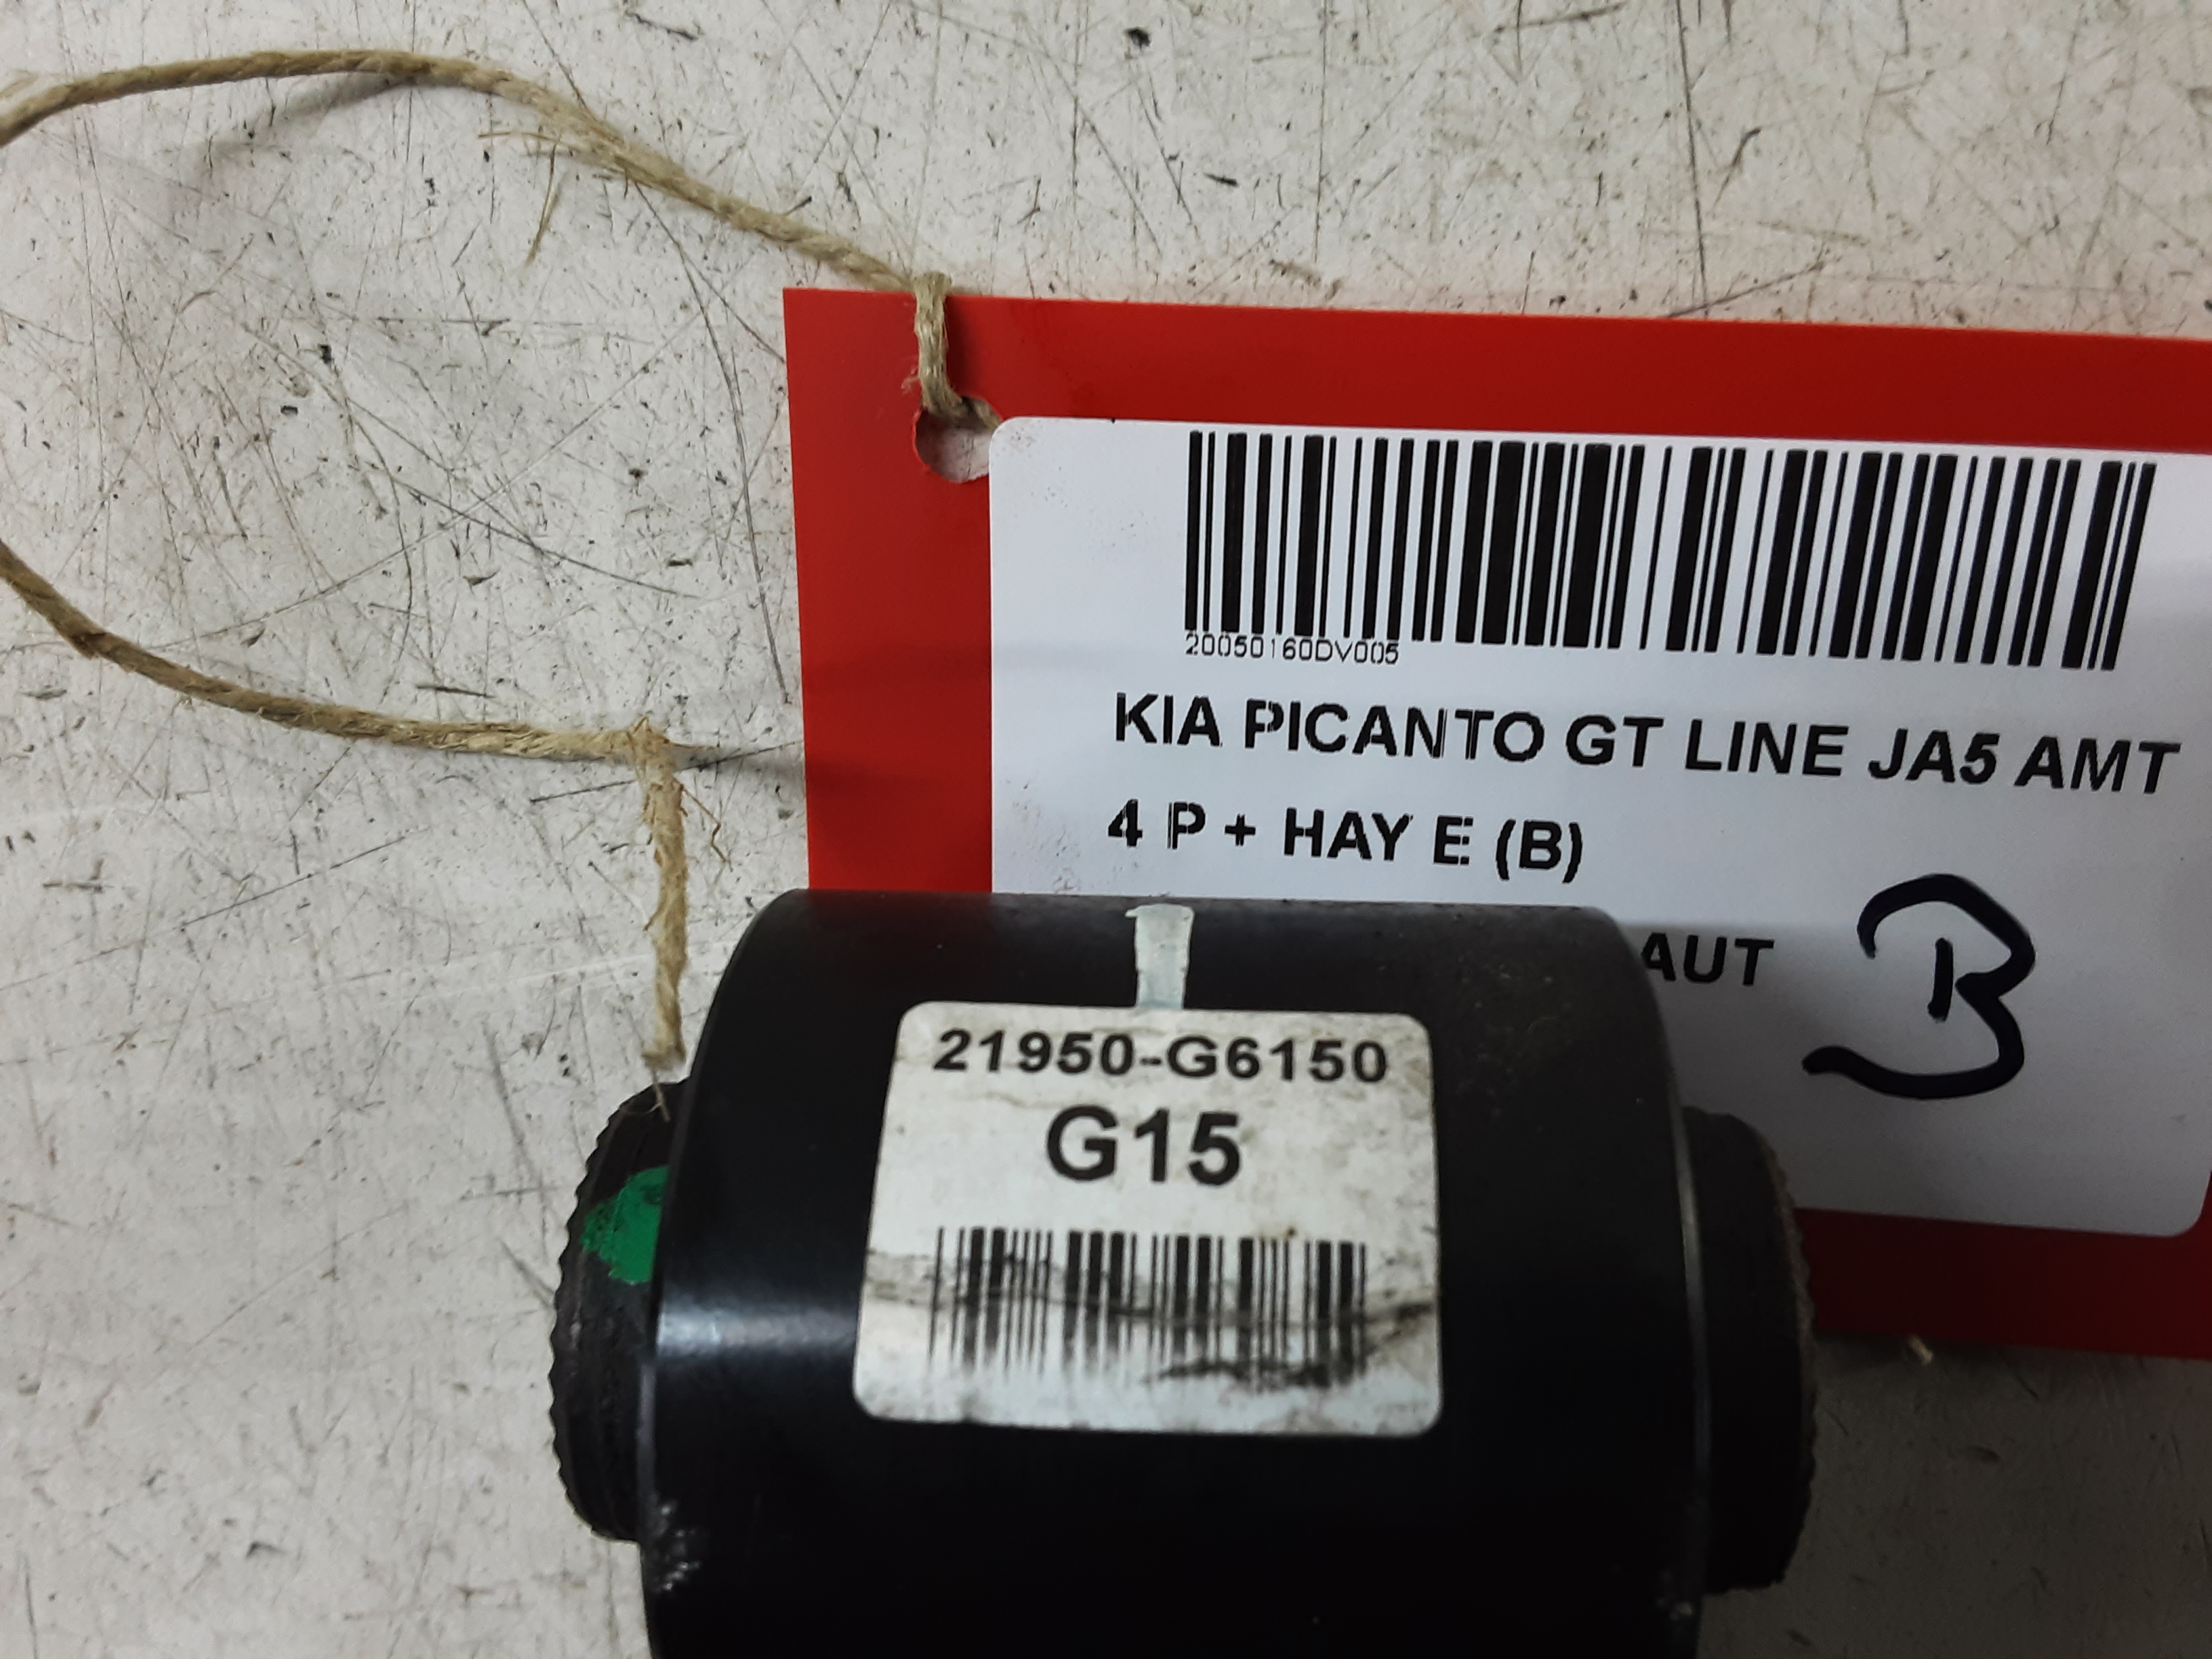 20050160DV005
KIA PICANTO GT LINE JA5 AMT
4 P + HAY E (B)
AUT
B
21950-G6150
G15